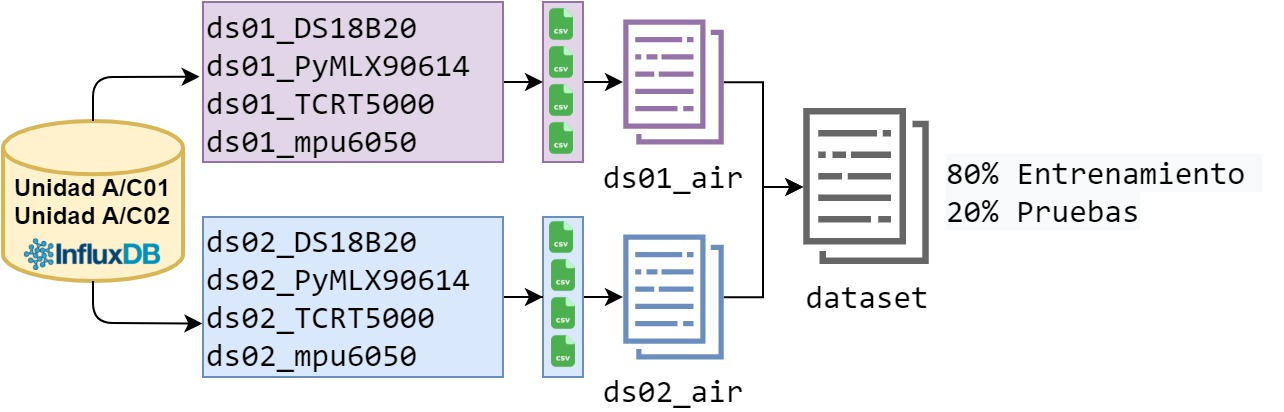 Unidad A/C01
Unidad A/C02
InfluxDB
ds01_DS18B20
ds01_PyMLX90614
ds01_TCRT5000
ds01_mpu6050
csv
csv
csv
csv
ds01_air
ds02_DS18B20
ds02_PyMLX90614
ds02_TCRT5000
ds02_mpu6050
csv
csv
csv
csv
ds02_air
dataset
80% Entrenamiento
20% Pruebas